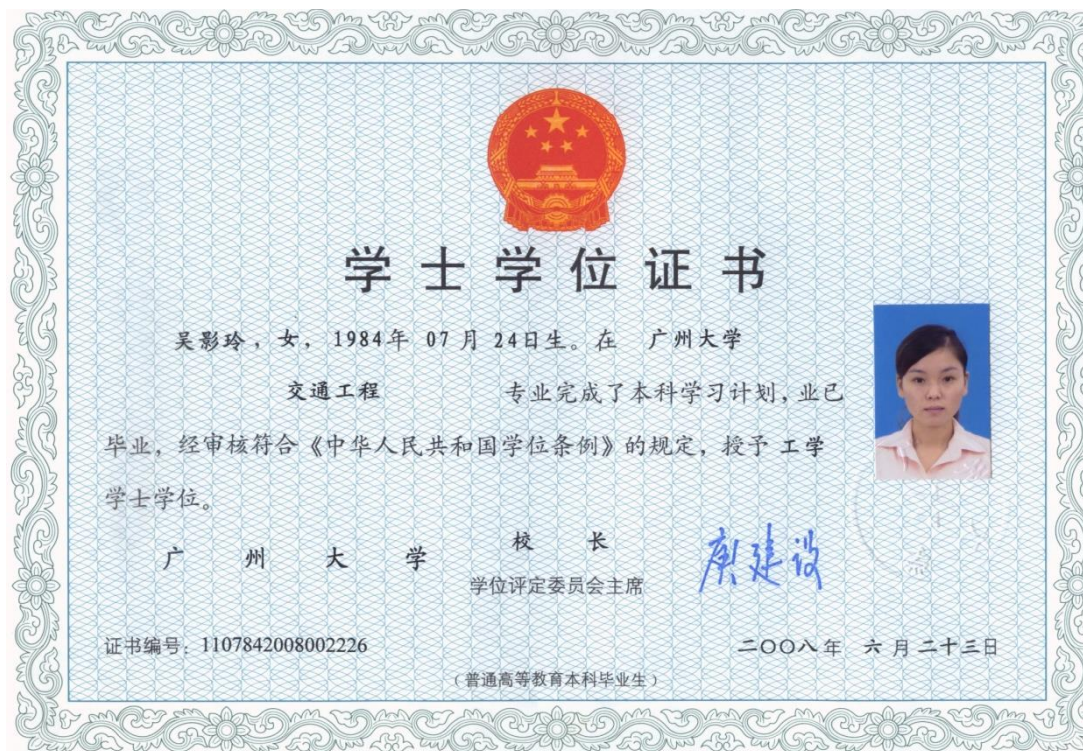 学士学位证书
吴影玲，女，1984年 07月 24日生。在 广州大学
交通工程 专业完成了本科学习计划，业已
毕业，经审核符合《中华人民共和国学位条例》的规定，授予 工学
学士学位。
广州大学 校长 庾建设
学位评定委员会主席
证书编号：1107842008002226 二〇〇八年 六月二十三日
（普通高等教育本科毕业生）